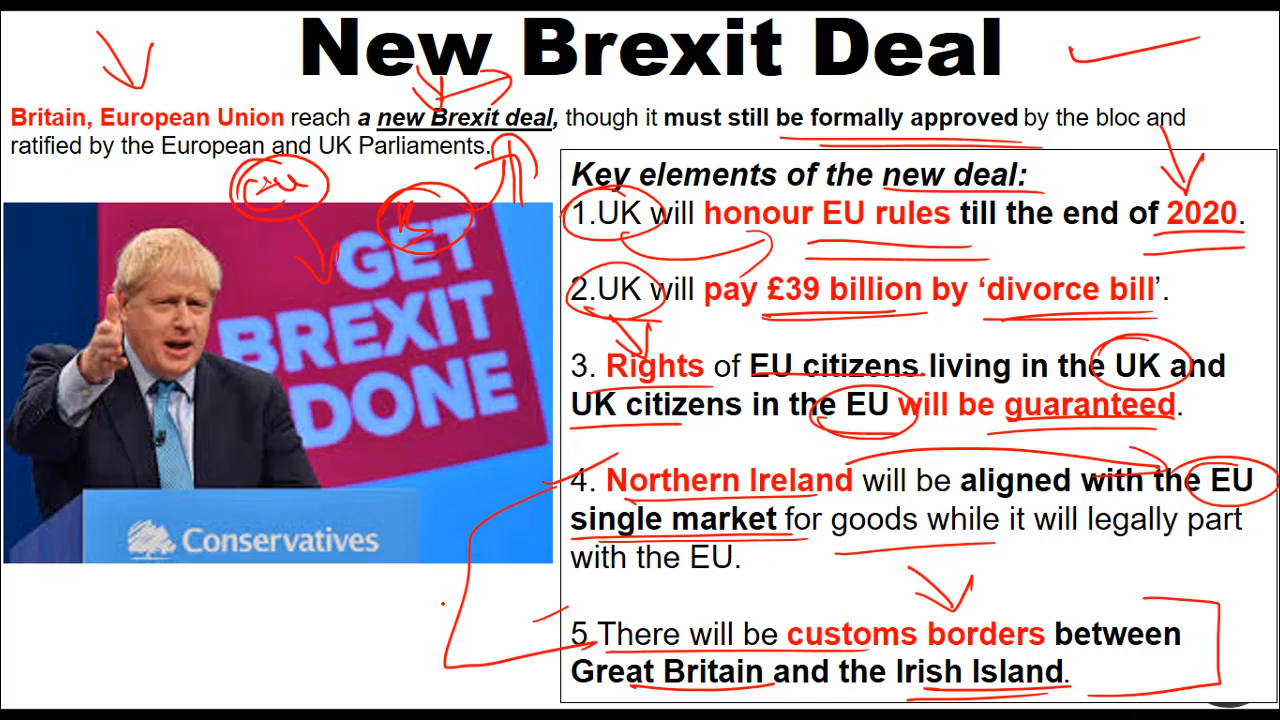 New Brexit Deal
Britain, European Union reach a new Brexit deal, though it must still be formally approved by the bloc and
ratified by the European and UK Parliaments.
GET
BREXIT
DONE
Conservatives
Key elements of the new deal:
1.UK will honour EU rules till the end of 2020.
2.UK will pay £39 billion by ‘divorce bill’.
3. Rights of EU citizens living in the UK and
UK citizens in the EU will be guaranteed.
4. Northern Ireland will be aligned with the EU
single market for goods while it will legally part
with the EU.
5.There will be customs borders between
Great Britain and the Irish Island.